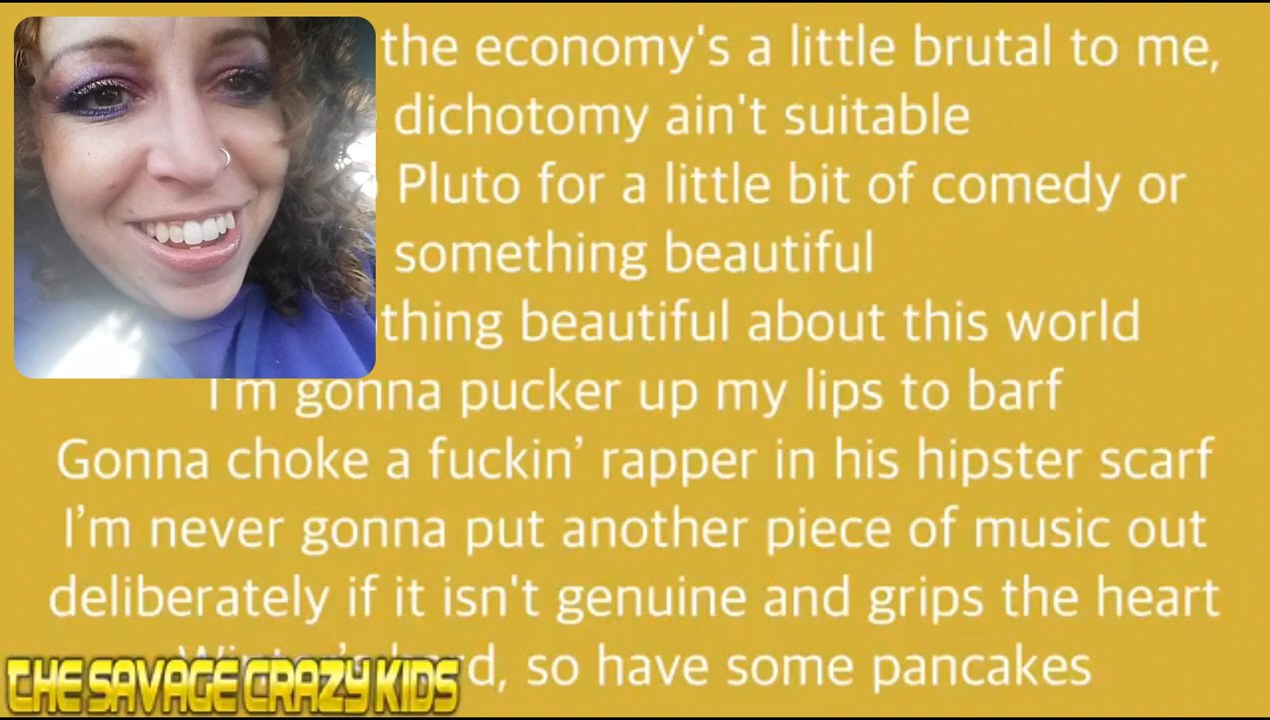 the economy's a little brutal to me,
dichotomy ain't suitable
Pluto for a little bit of comedy or
something beautiful
thing beautiful about this world
I'm gonna pucker up my lips to barf
Gonna choke a fuckin’ rapper in his hipster scarf
I’m never gonna put another piece of music out
deliberately if it isn't genuine and grips the heart
Winter’s hard, so have some pancakes
THE SAVAGE CRAZY KIDS